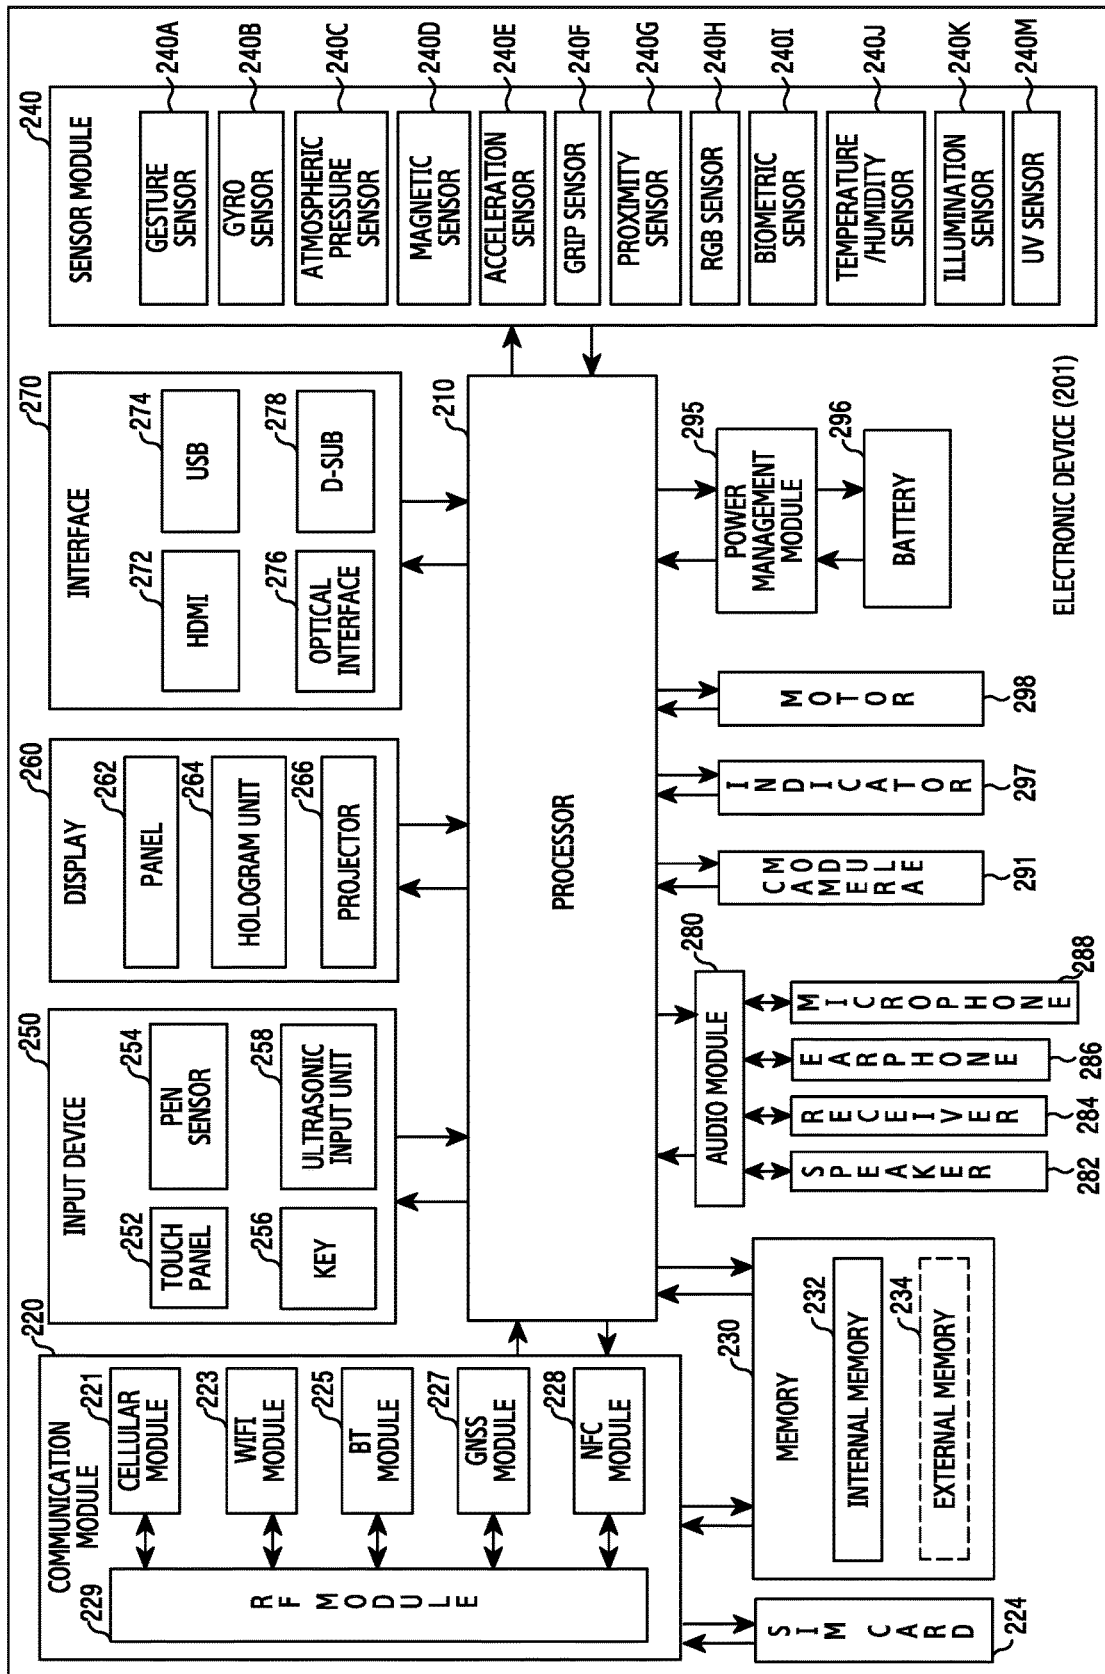 COMMUNICATION
MODULE
220
229
RF MODULE
221
CELLULAR
MODULE
223
WIFI
MODULE
225
BT
MODULE
227
GNSS
MODULE
228
NFC
MODULE
SIM CARD
224
250
INPUT DEVICE
252
TOUCH
PANEL
254
PEN
SENSOR
256
KEY
258
ULTRASONIC
INPUT UNIT
260
DISPLAY
262
PANEL
264
HOLOGRAM UNIT
266
PROJECTOR
270
INTERFACE
272
HDMI
274
USB
276
OPTICAL
INTERFACE
278
D-SUB
240
SENSOR MODULE
GESTURE
SENSOR
240A
GYRO
SENSOR
240B
ATMOSPHERIC
PRESSURE
SENSOR
240C
MAGNETIC
SENSOR
240D
ACCELERATION
SENSOR
240E
GRIP SENSOR
240F
PROXIMITY
SENSOR
240G
RGB SENSOR
240H
BIOMETRIC
SENSOR
240I
TEMPERATURE
/HUMIDITY
SENSOR
240J
ILLUMINATION
SENSOR
240K
UV SENSOR
240M
210
PROCESSOR
230
MEMORY
232
INTERNAL MEMORY
234
EXTERNAL MEMORY
280
AUDIO MODULE
SPEAKER
282
RECEIVER
284
EARPHONE
286
MICROPHONE
288
CAMERA
MODULE
291
INDICATOR
297
MOTOR
298
295
POWER
MANAGEMENT
MODULE
296
BATTERY
ELECTRONIC DEVICE (201)